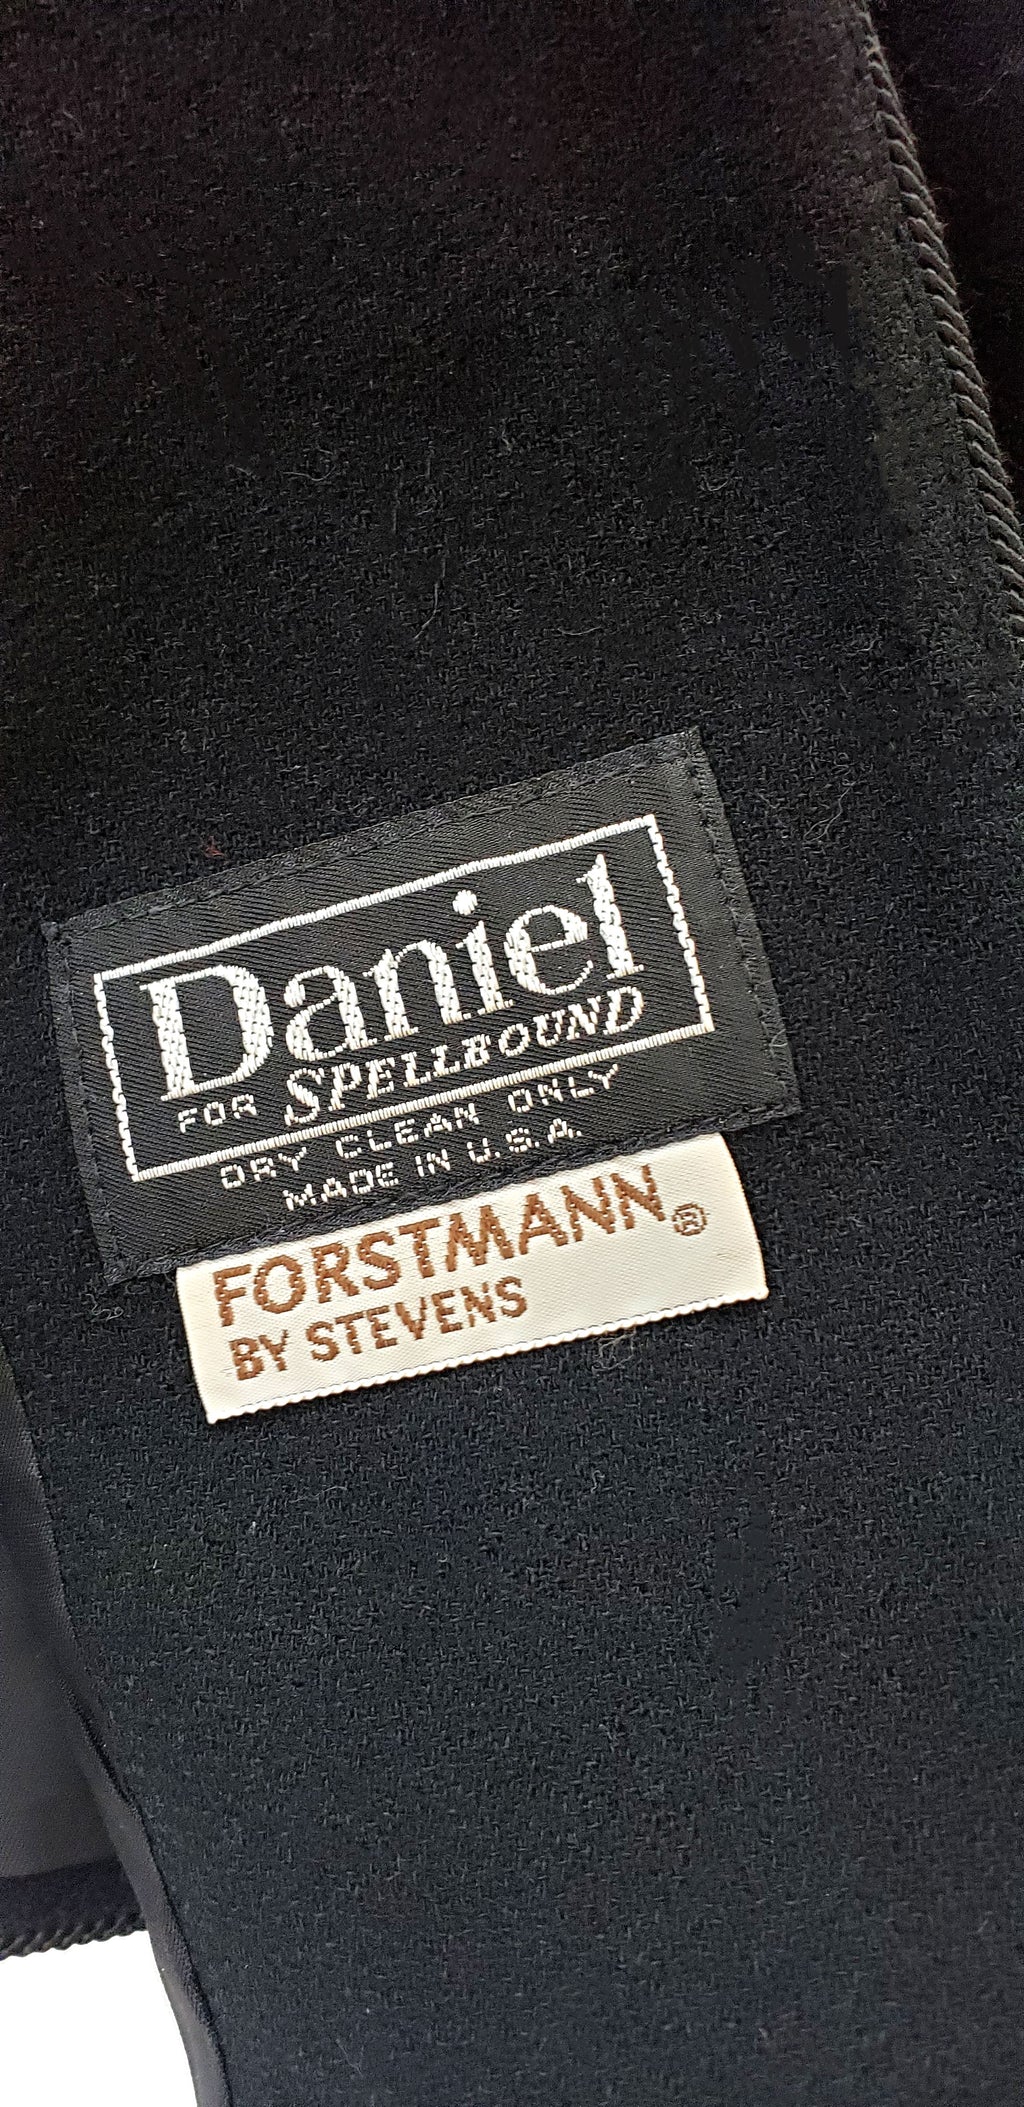 Daniel
FOR SPELLBOUND
DRY CLEAN ONLY
MADE IN U.S.A.
FORSTMANN®
BY STEVENS